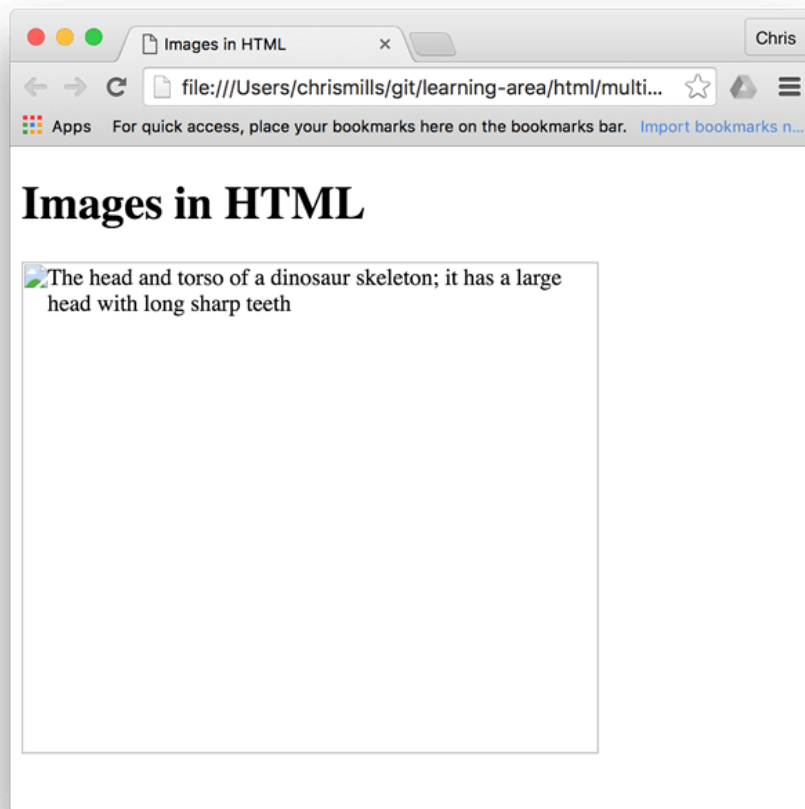 Images in HTML
Chris
file:///Users/chrismills/git/learning-area/html/multi...
Apps For quick access, place your bookmarks here on the bookmarks bar. Import bookmarks n...
Images in HTML
The head and torso of a dinosaur skeleton; it has a large
head with long sharp teeth